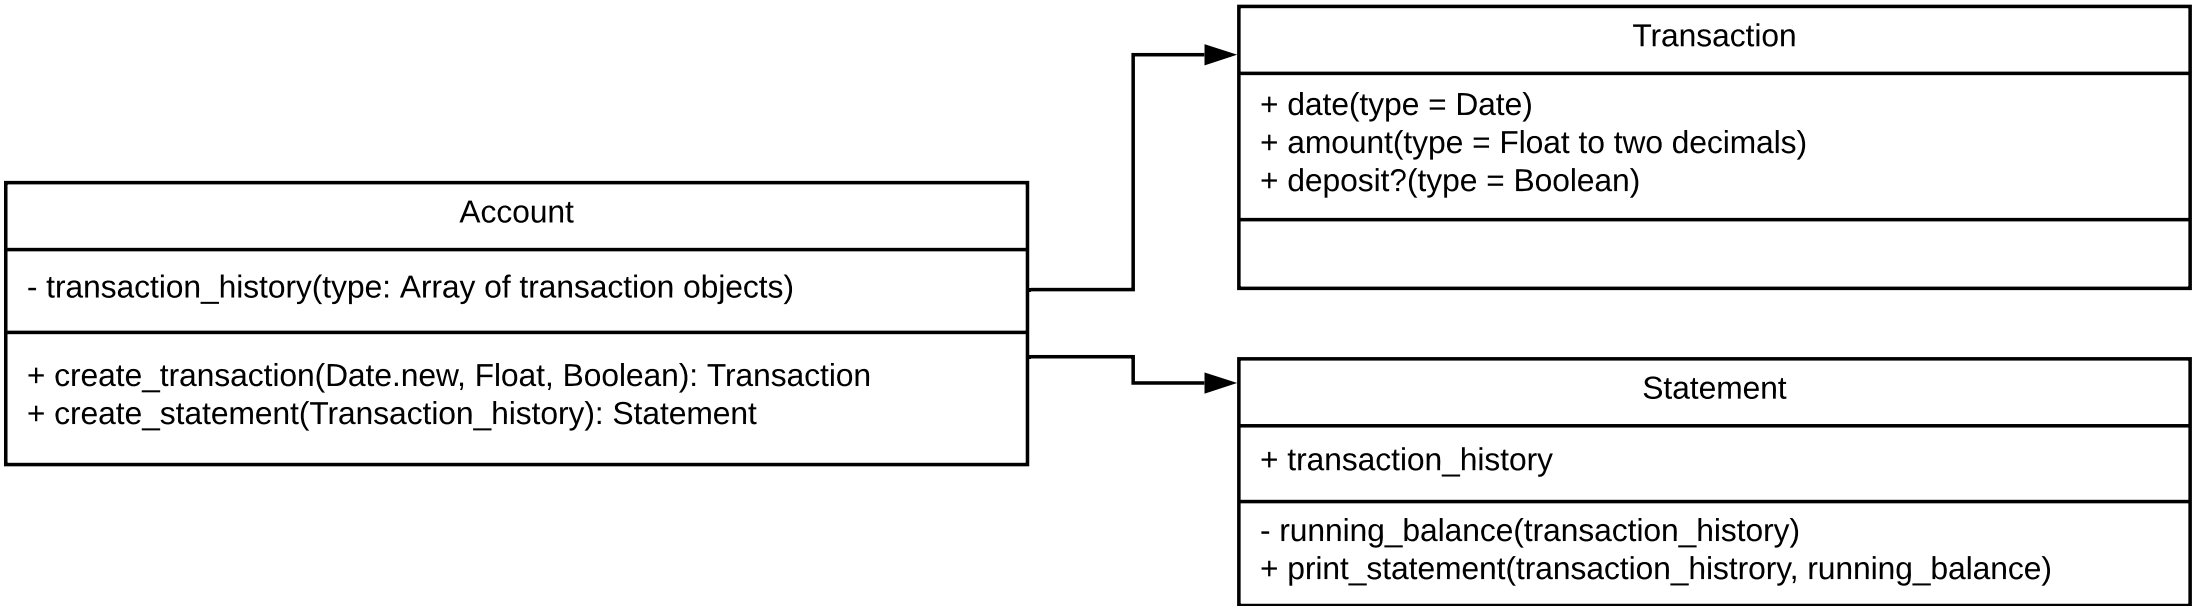 Account
- transaction_history(type: Array of transaction objects)
+ create_transaction(Date.new, Float, Boolean): Transaction
+ create_statement(Transaction_history): Statement
Transaction
+ date(type = Date)
+ amount(type = Float to two decimals)
+ deposit?(type = Boolean)
Statement
+ transaction_history
- running_balance(transaction_history)
+ print_statement(transaction_histrory, running_balance)